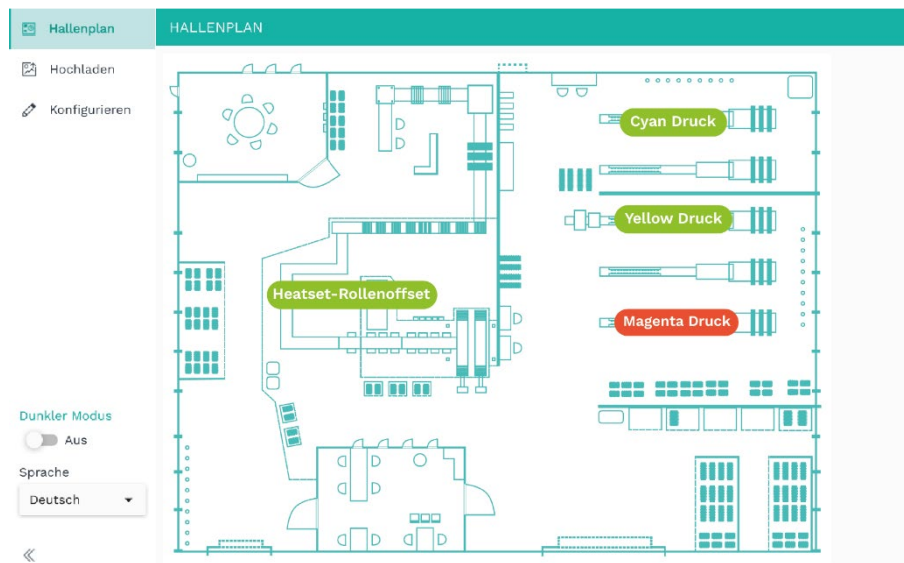 Hallenplan
HALLENPLAN
Hochladen
Konfigurieren
Cyan Druck
Yellow Druck
Heatset-Rollenoffset
Magenta Druck
Dunkler Modus
Aus
Sprache
Deutsch